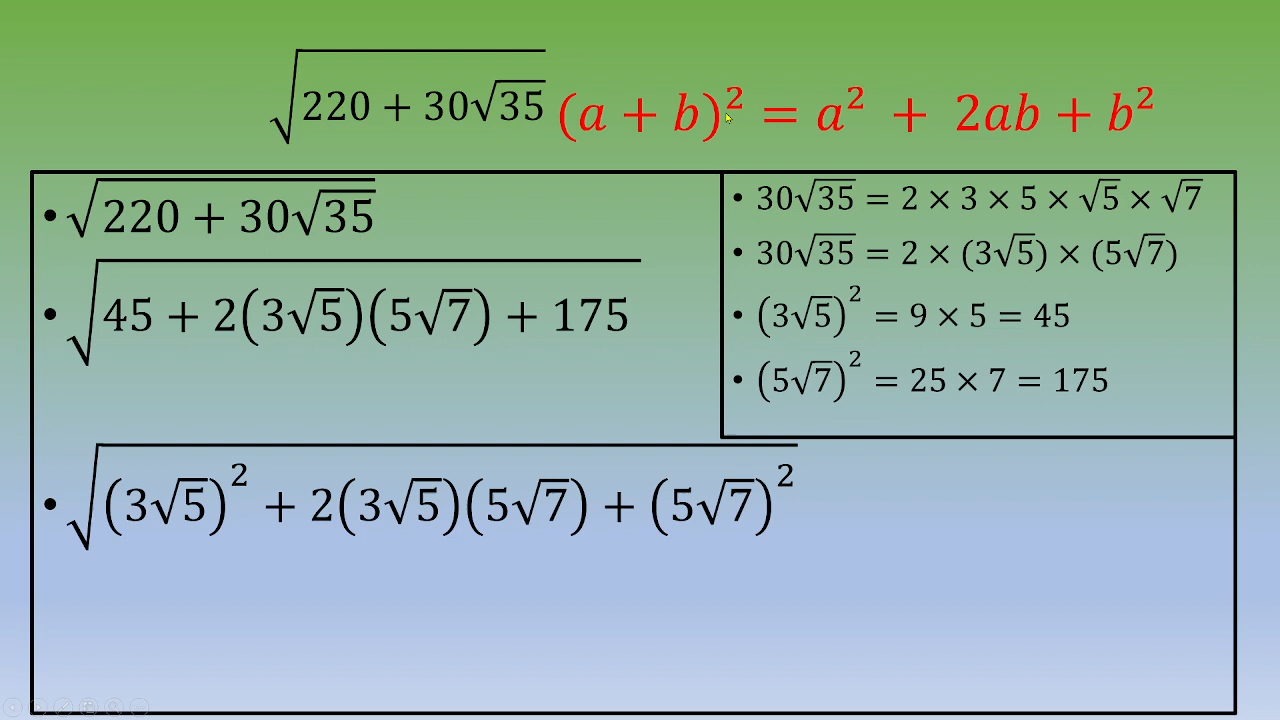 √(220 + 30√35) (a + b)² = a² + 2ab + b²
• √(220 + 30√35)
• √(45 + 2(3√5)(5√7) + 175)
• √((3√5)² + 2(3√5)(5√7) + (5√7)²)
• 30√35 = 2 × 3 × 5 × √5 × √7
• 30√35 = 2 × (3√5) × (5√7)
• (3√5)² = 9 × 5 = 45
• (5√7)² = 25 × 7 = 175